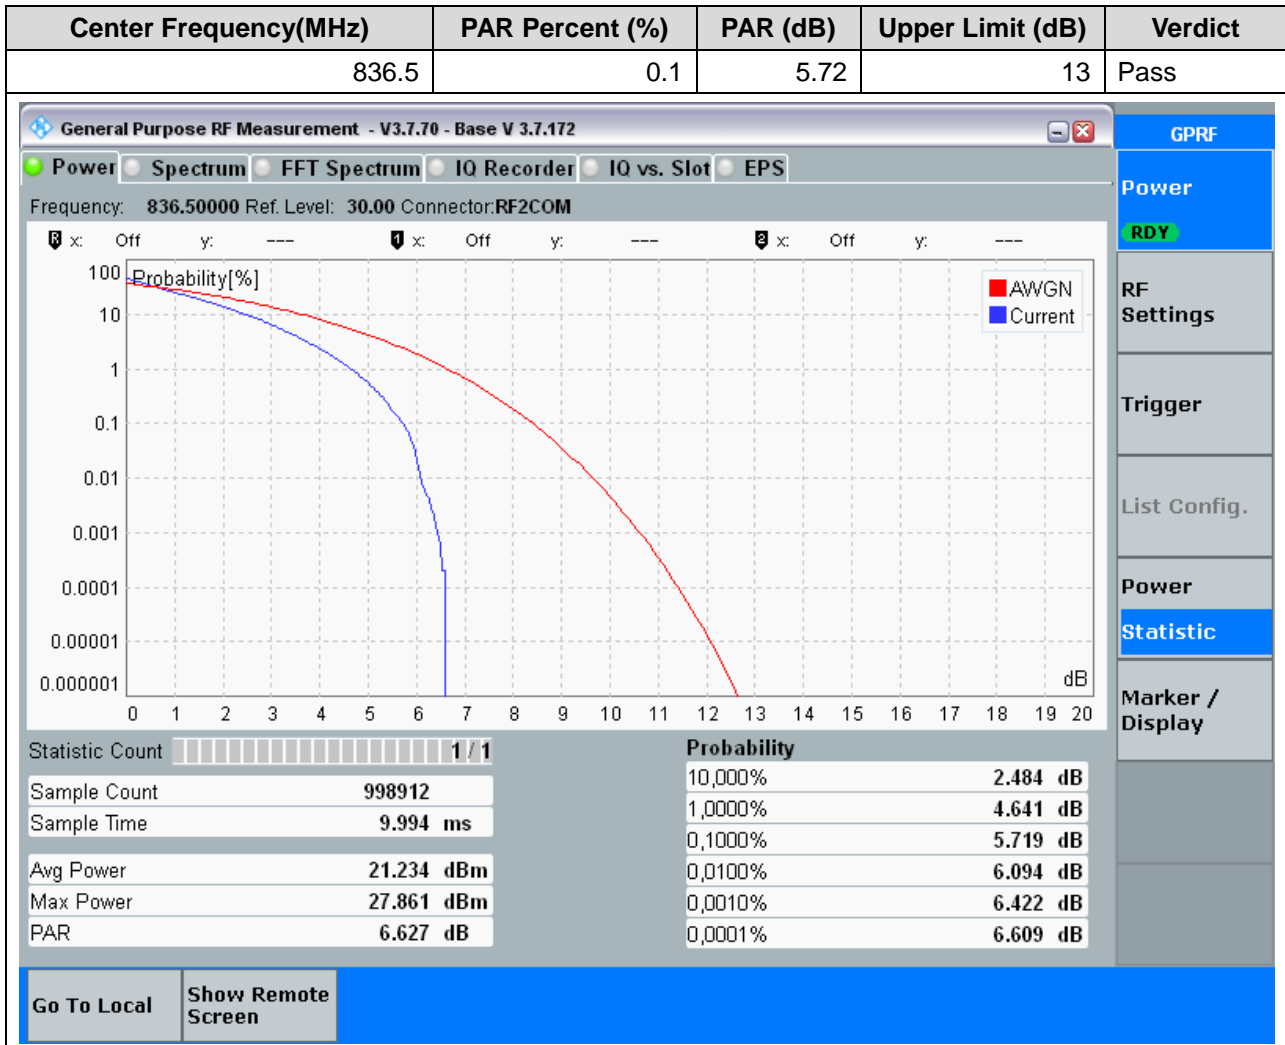 Center Frequency(MHz) PAR Percent (%) PAR (dB) Upper Limit (dB) Verdict
836.5 0.1 5.72 13 Pass
General Purpose RF Measurement - V3.7.70 - Base V 3.7.172
GPRF
Power Spectrum FFT Spectrum IQ Recorder IQ vs. Slot EPS
Power
RDY
Frequency: 836.50000 Ref. Level: 30.00 Connector:RF2COM
R x: Off y: --- 1 x: Off y: --- 2 x: Off y: ---
Probability[%]
AWGN
Current
100
10
1
0.1
0.01
0.001
0.0001
0.00001
0.000001
dB
0 1 2 3 4 5 6 7 8 9 10 11 12 13 14 15 16 17 18 19 20
RF
Settings
Trigger
List Config.
Power
Statistic
Marker /
Display
Statistic Count 1 / 1
Sample Count 998912
Sample Time 9.994 ms
Avg Power 21.234 dBm
Max Power 27.861 dBm
PAR 6.627 dB
Probability
10,000% 2.484 dB
1,0000% 4.641 dB
0,1000% 5.719 dB
0,0100% 6.094 dB
0,0010% 6.422 dB
0,0001% 6.609 dB
Go To Local
Show Remote
Screen